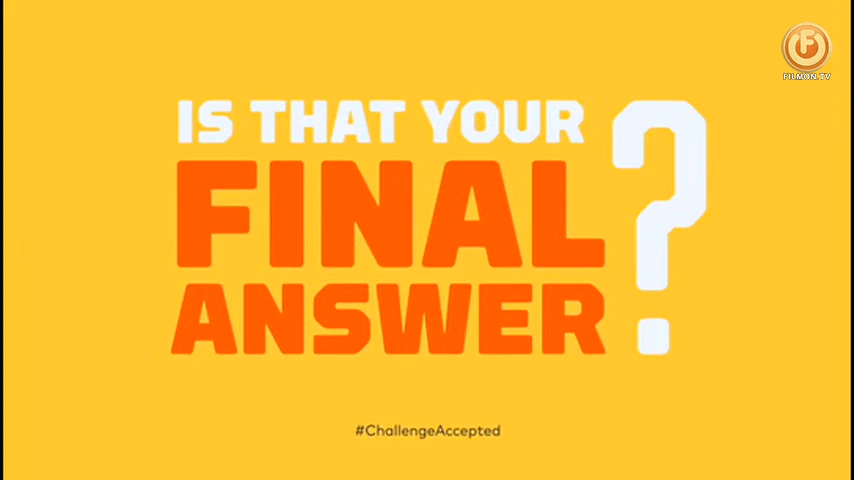 FILMON.TV
IS THAT YOUR
FINAL
ANSWER?
#ChallengeAccepted